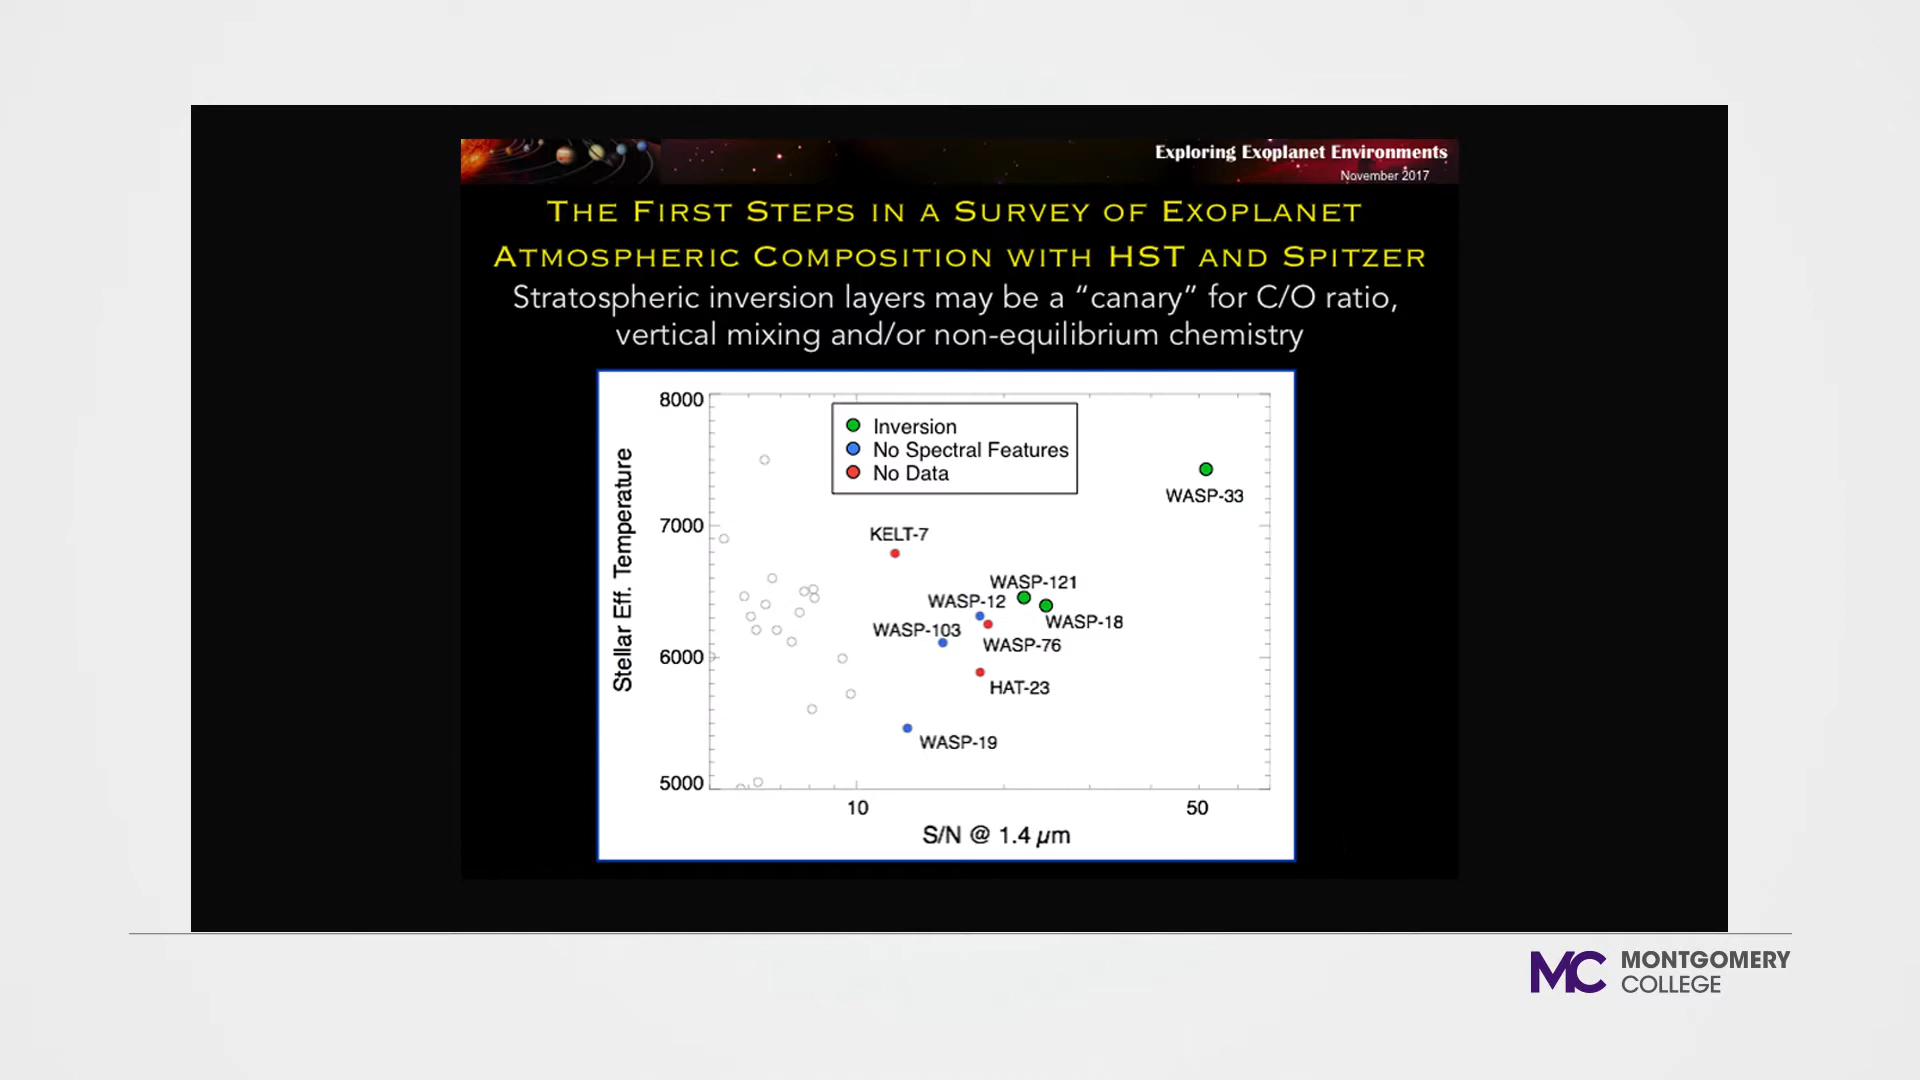 Exploring Exoplanet Environments
November 2017
THE FIRST STEPS IN A SURVEY OF EXOPLANET
ATMOSPHERIC COMPOSITION WITH HST AND SPITZER
Stratospheric inversion layers may be a “canary” for C/O ratio,
vertical mixing and/or non-equilibrium chemistry
8000
Inversion
No Spectral Features
No Data
Stellar Eff. Temperature
WASP-33
7000
KELT-7
WASP-121
WASP-12
WASP-18
WASP-103
WASP-76
6000
HAT-23
WASP-19
5000
10
50
S/N @ 1.4 µm
MC
MONTGOMERY
COLLEGE